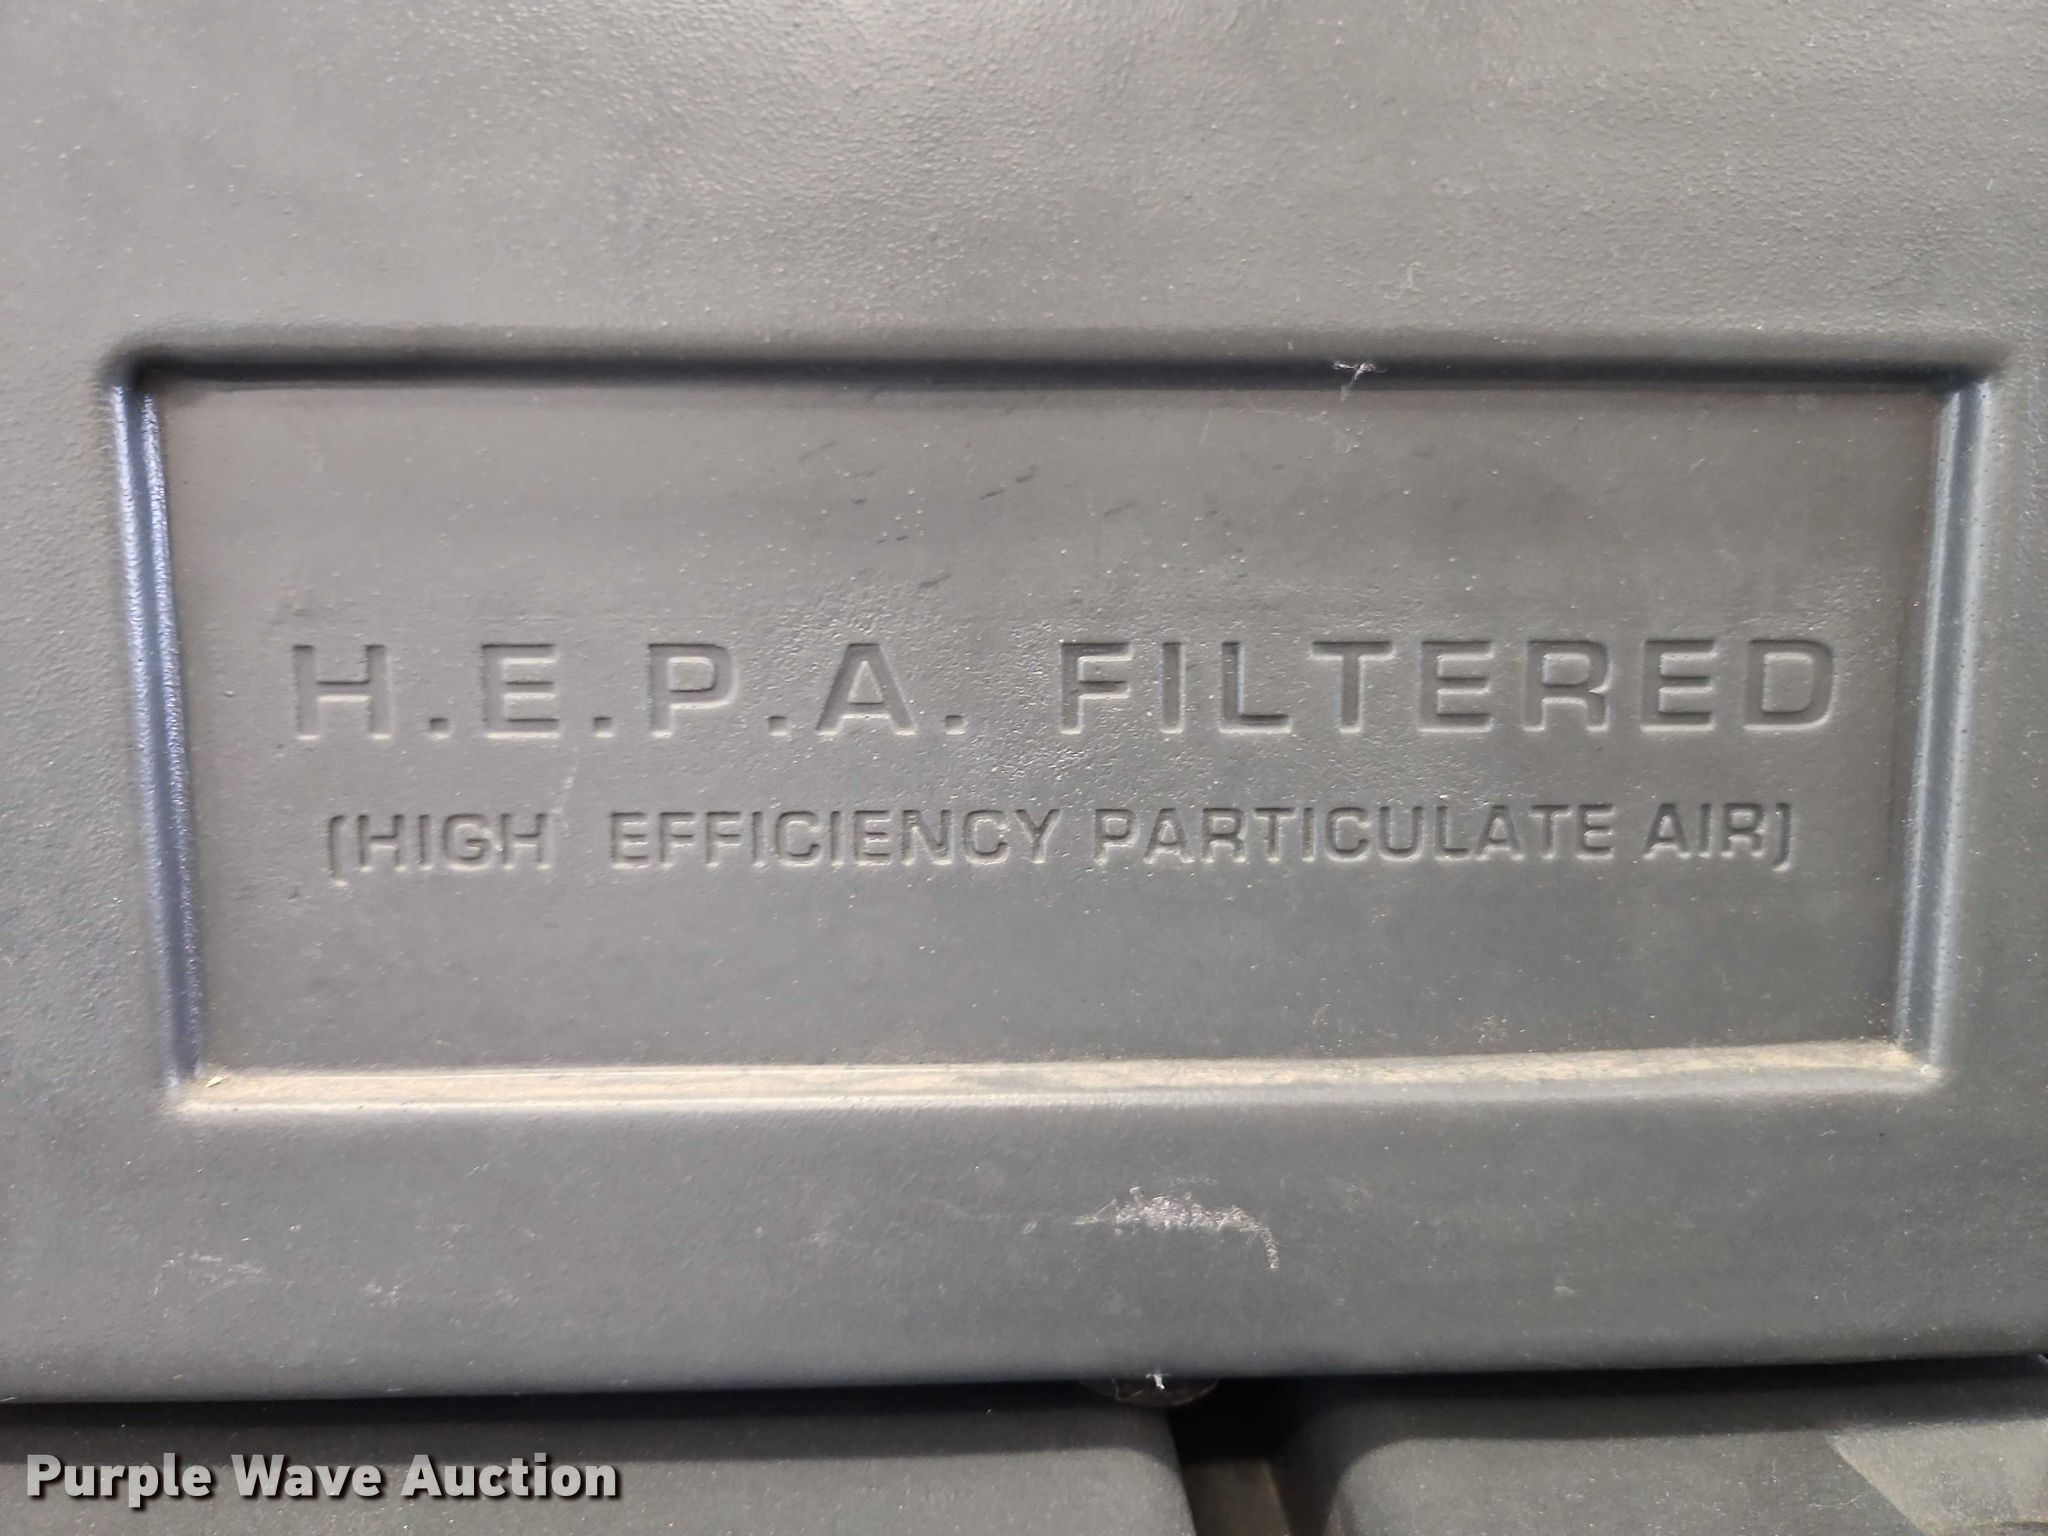 H.E.P.A. FILTERED
(HIGH EFFICIENCY PARTICULATE AIR)
Purple Wave Auction